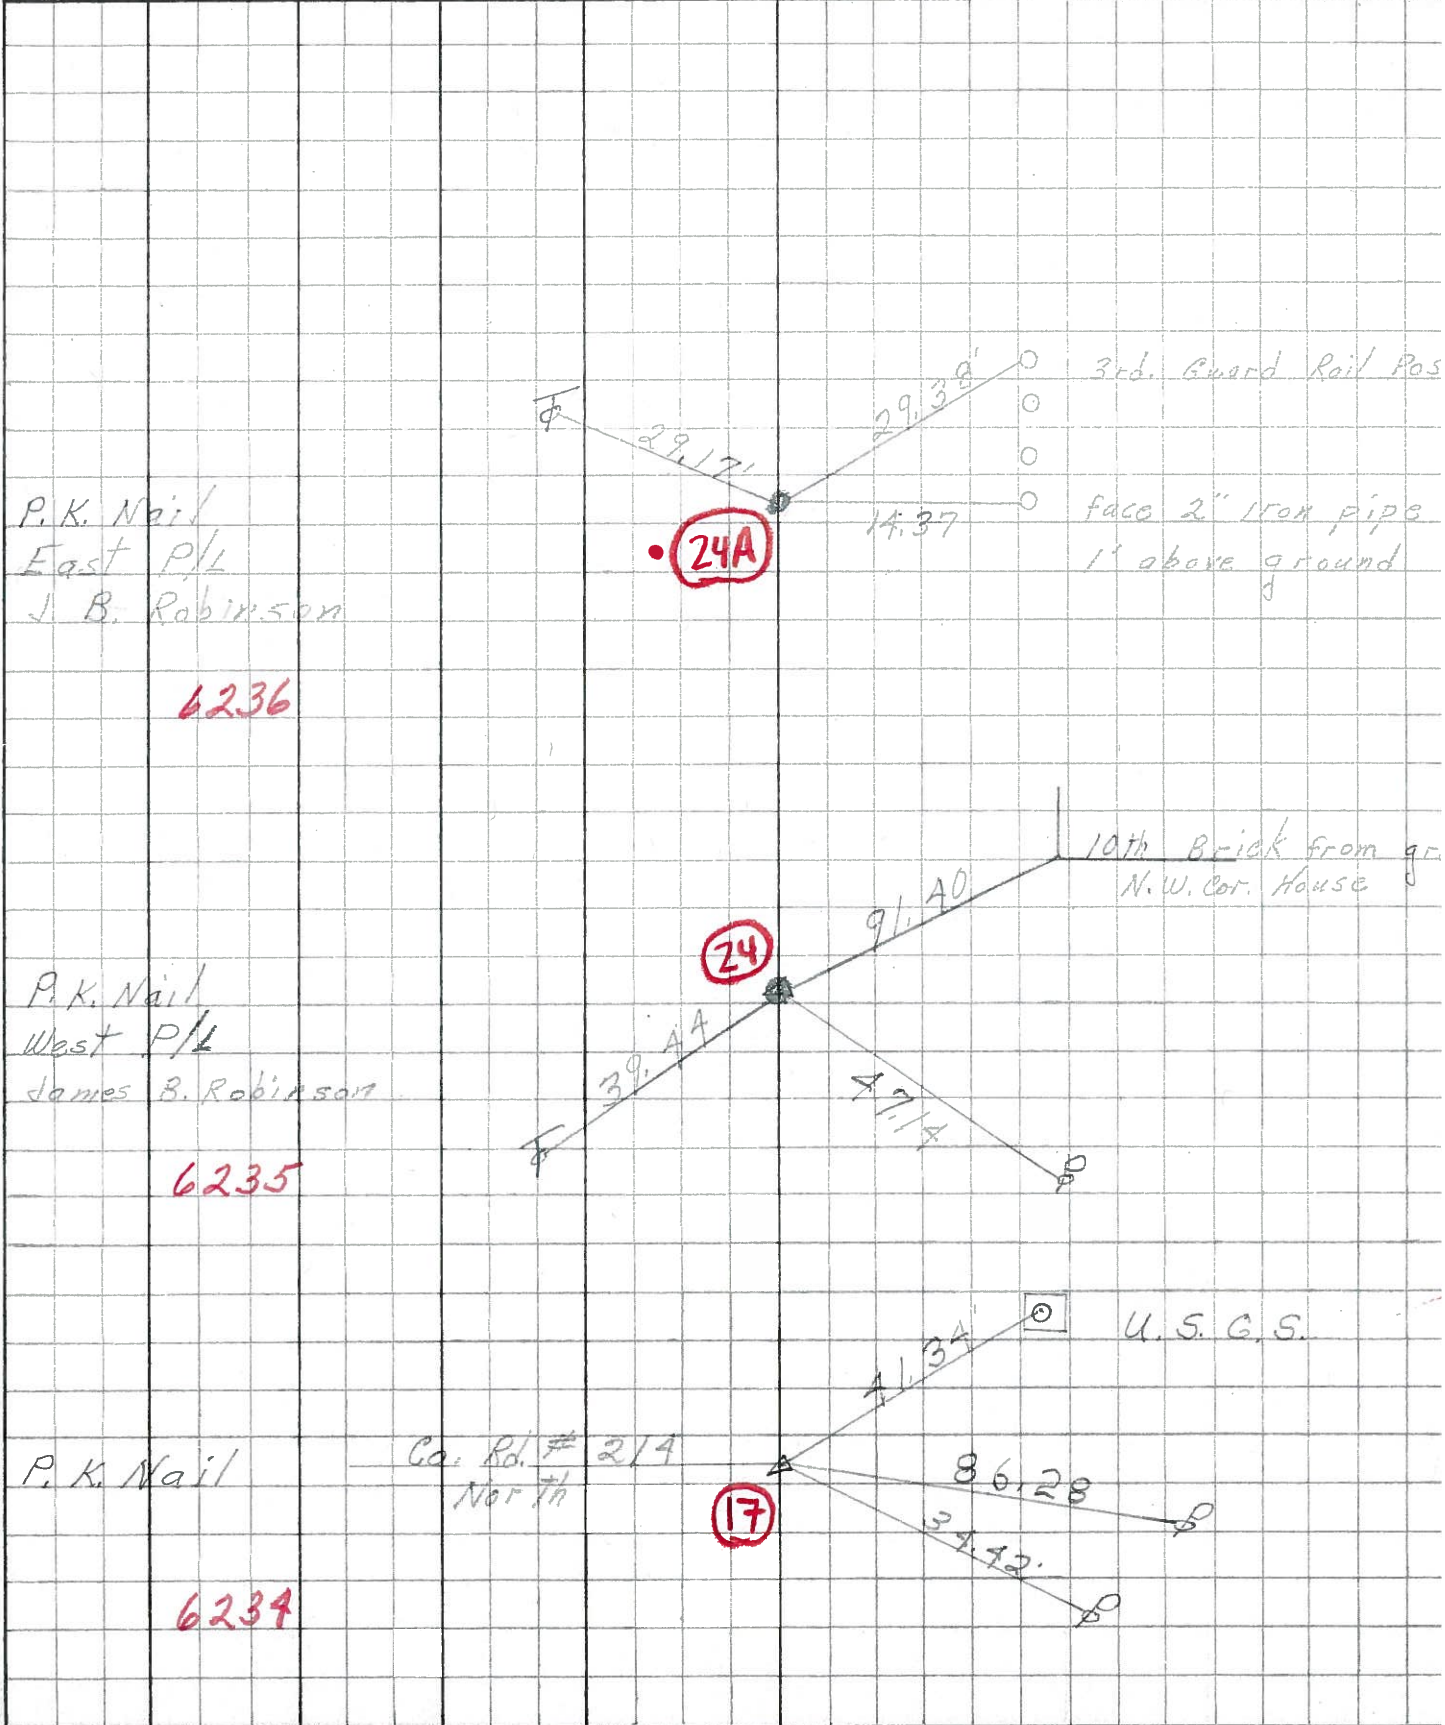 29.38'
3rd. Guard Rail Pos
29.17'
P.K. Nail
14.37
face 2" iron pipe
East P/L
24A
1' above ground
J. B. Robinson
6236
10th Brick from gr.
N.W. Cor. House
91.40
24
P.K. Nail
West P/L
39.44
James B. Robinson
47.14
6235
U.S.G.S.
41.34'
P.K. Nail
Co. Rd. # 214
North
86.28
17
34.42'
6234